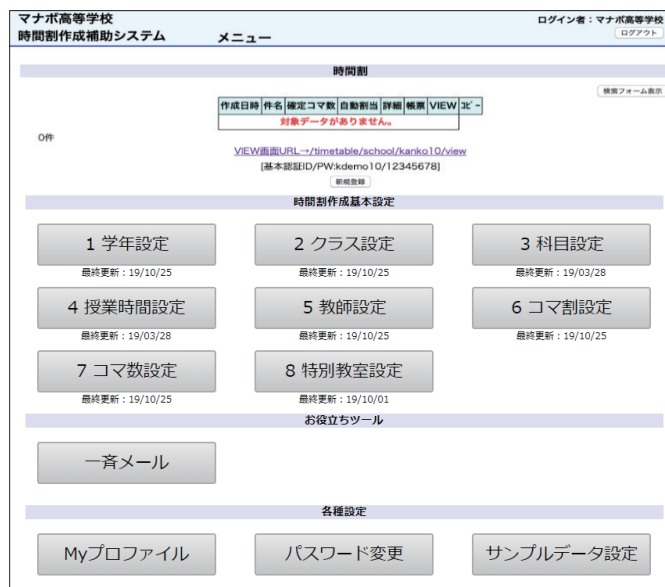 マナボ高等学校
ログイン者：マナボ高等学校
時間割作成補助システム メニュー
ログアウト
時間割
検索フォーム表示
作成日時 件名 確定コマ数 自動割当 詳細 帳票 VIEW コピー
対象データがありません。
0件
VIEW画面URL→/timetable/school/kanko10/view
[基本認証ID/PW:kdemo10/12345678]
新規登録
時間割作成基本設定
1 学年設定 2 クラス設定 3 科目設定
最終更新：19/10/25 最終更新：19/10/25 最終更新：19/03/28
4 授業時間設定 5 教師設定 6 コマ割設定
最終更新：19/03/28 最終更新：19/10/25 最終更新：19/10/25
7 コマ数設定 8 特別教室設定
最終更新：19/10/25 最終更新：19/10/01
お役立ちツール
一斉メール
各種設定
Myプロファイル パスワード変更 サンプルデータ設定